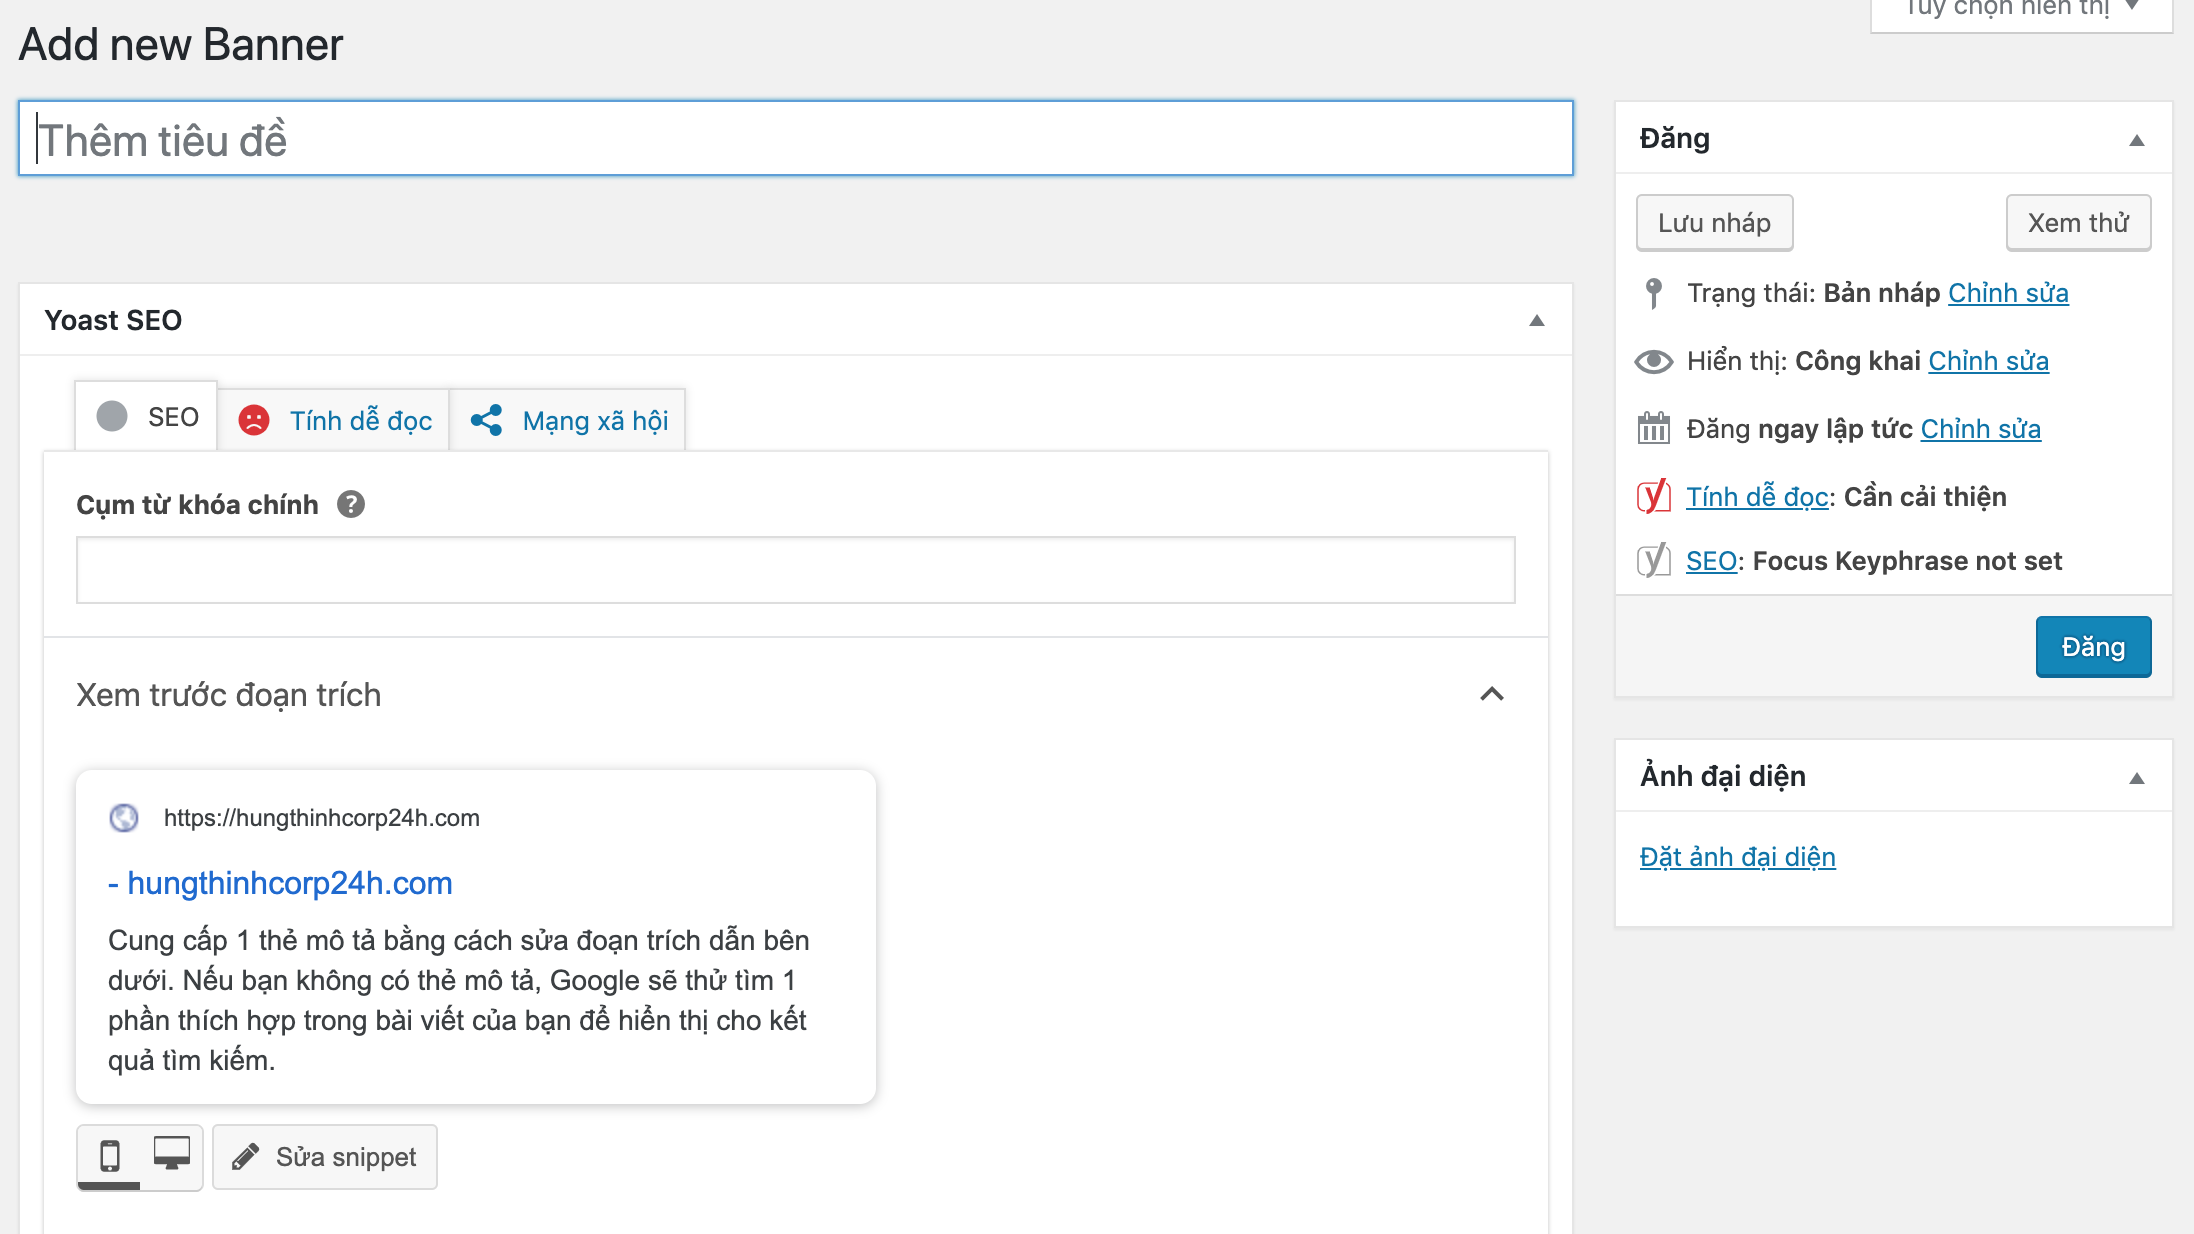 Tùy chọn hiển thị
Add new Banner
Thêm tiêu đề
Yoast SEO
SEO
Tính dễ đọc
Mạng xã hội
Cụm từ khóa chính
Xem trước đoạn trích
https://hungthinhcorp24h.com
- hungthinhcorp24h.com
Cung cấp 1 thẻ mô tả bằng cách sửa đoạn trích dẫn bên
dưới. Nếu bạn không có thẻ mô tả, Google sẽ thử tìm 1
phần thích hợp trong bài viết của bạn để hiển thị cho kết
quả tìm kiếm.
Sửa snippet
Đăng
Lưu nháp
Xem thử
Trạng thái: Bản nháp Chỉnh sửa
Hiển thị: Công khai Chỉnh sửa
Đăng ngay lập tức Chỉnh sửa
Tính dễ đọc: Cần cải thiện
SEO: Focus Keyphrase not set
Đăng
Ảnh đại diện
Đặt ảnh đại diện